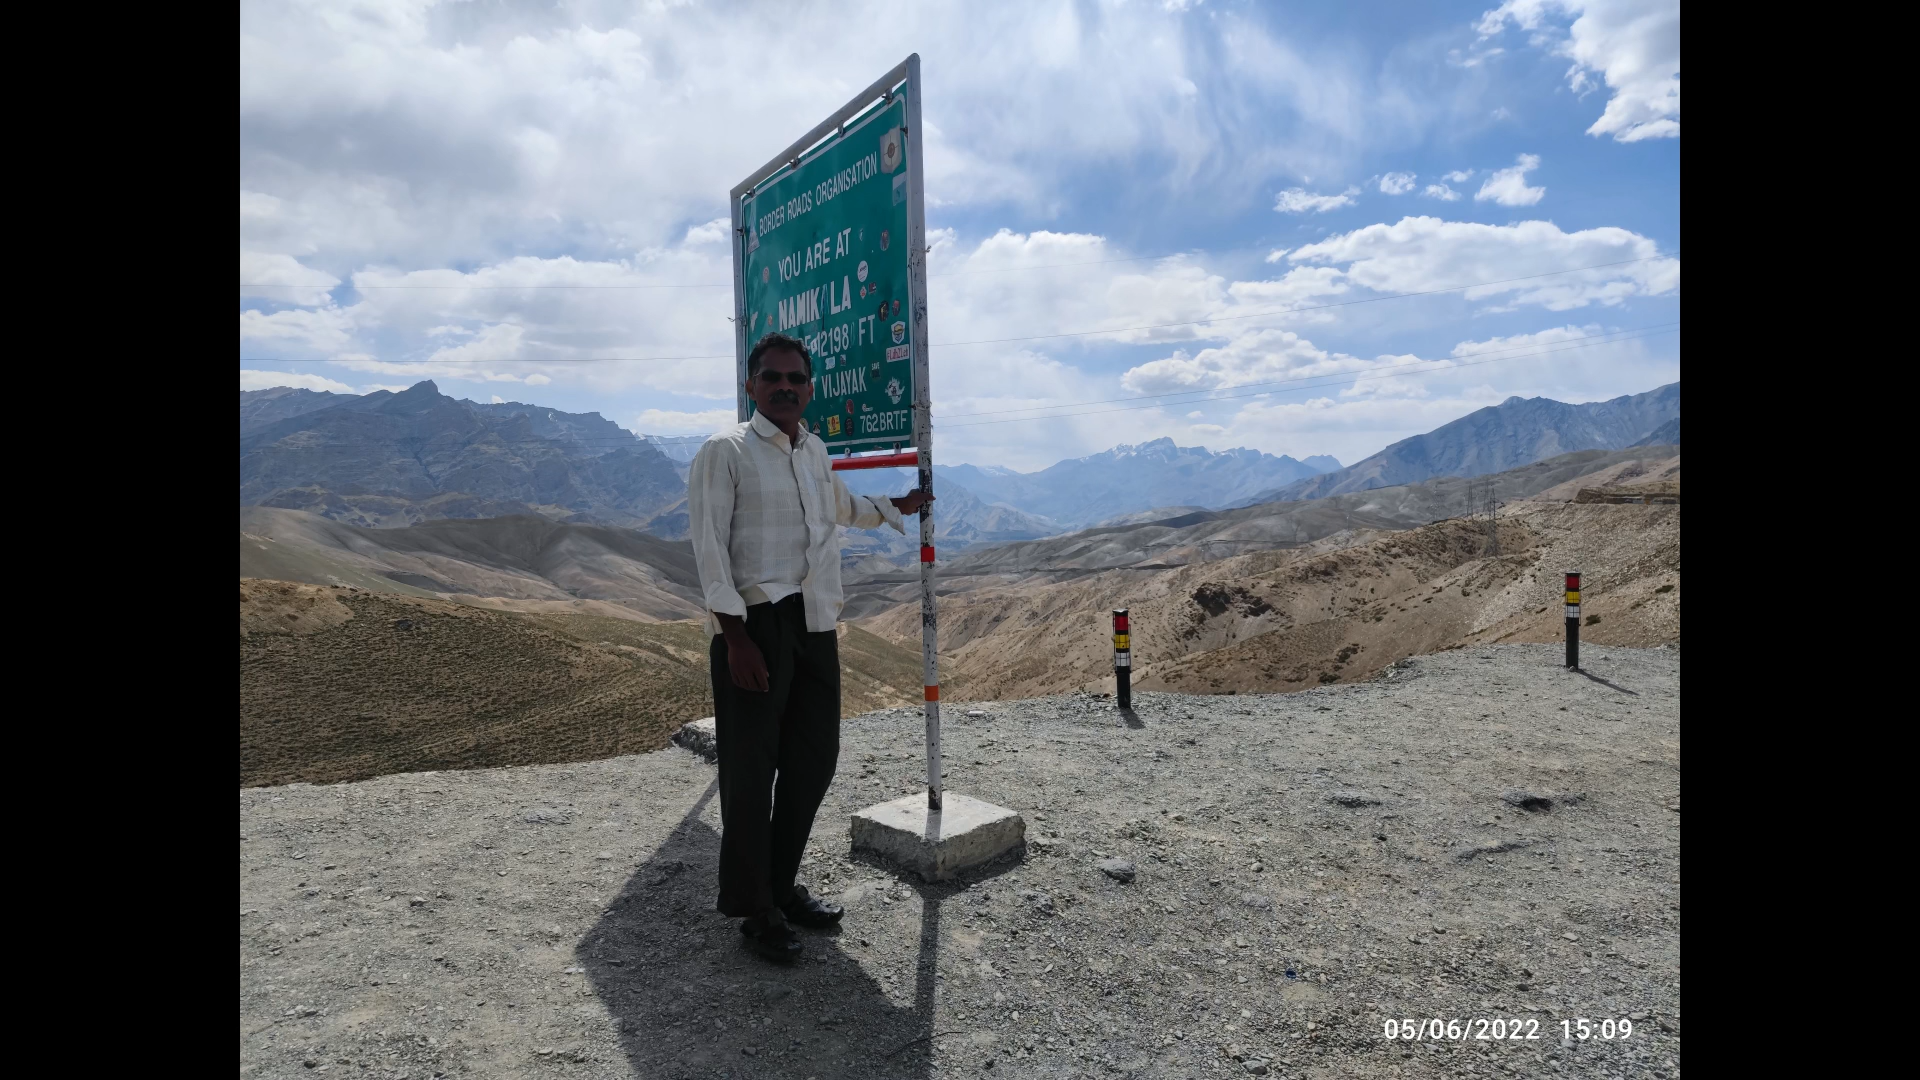 BORDER ROADS ORGANISATION
YOU ARE AT
NAMIK LA
12198 FT
VIJAYAK
762 BRTF
05/06/2022 15:09